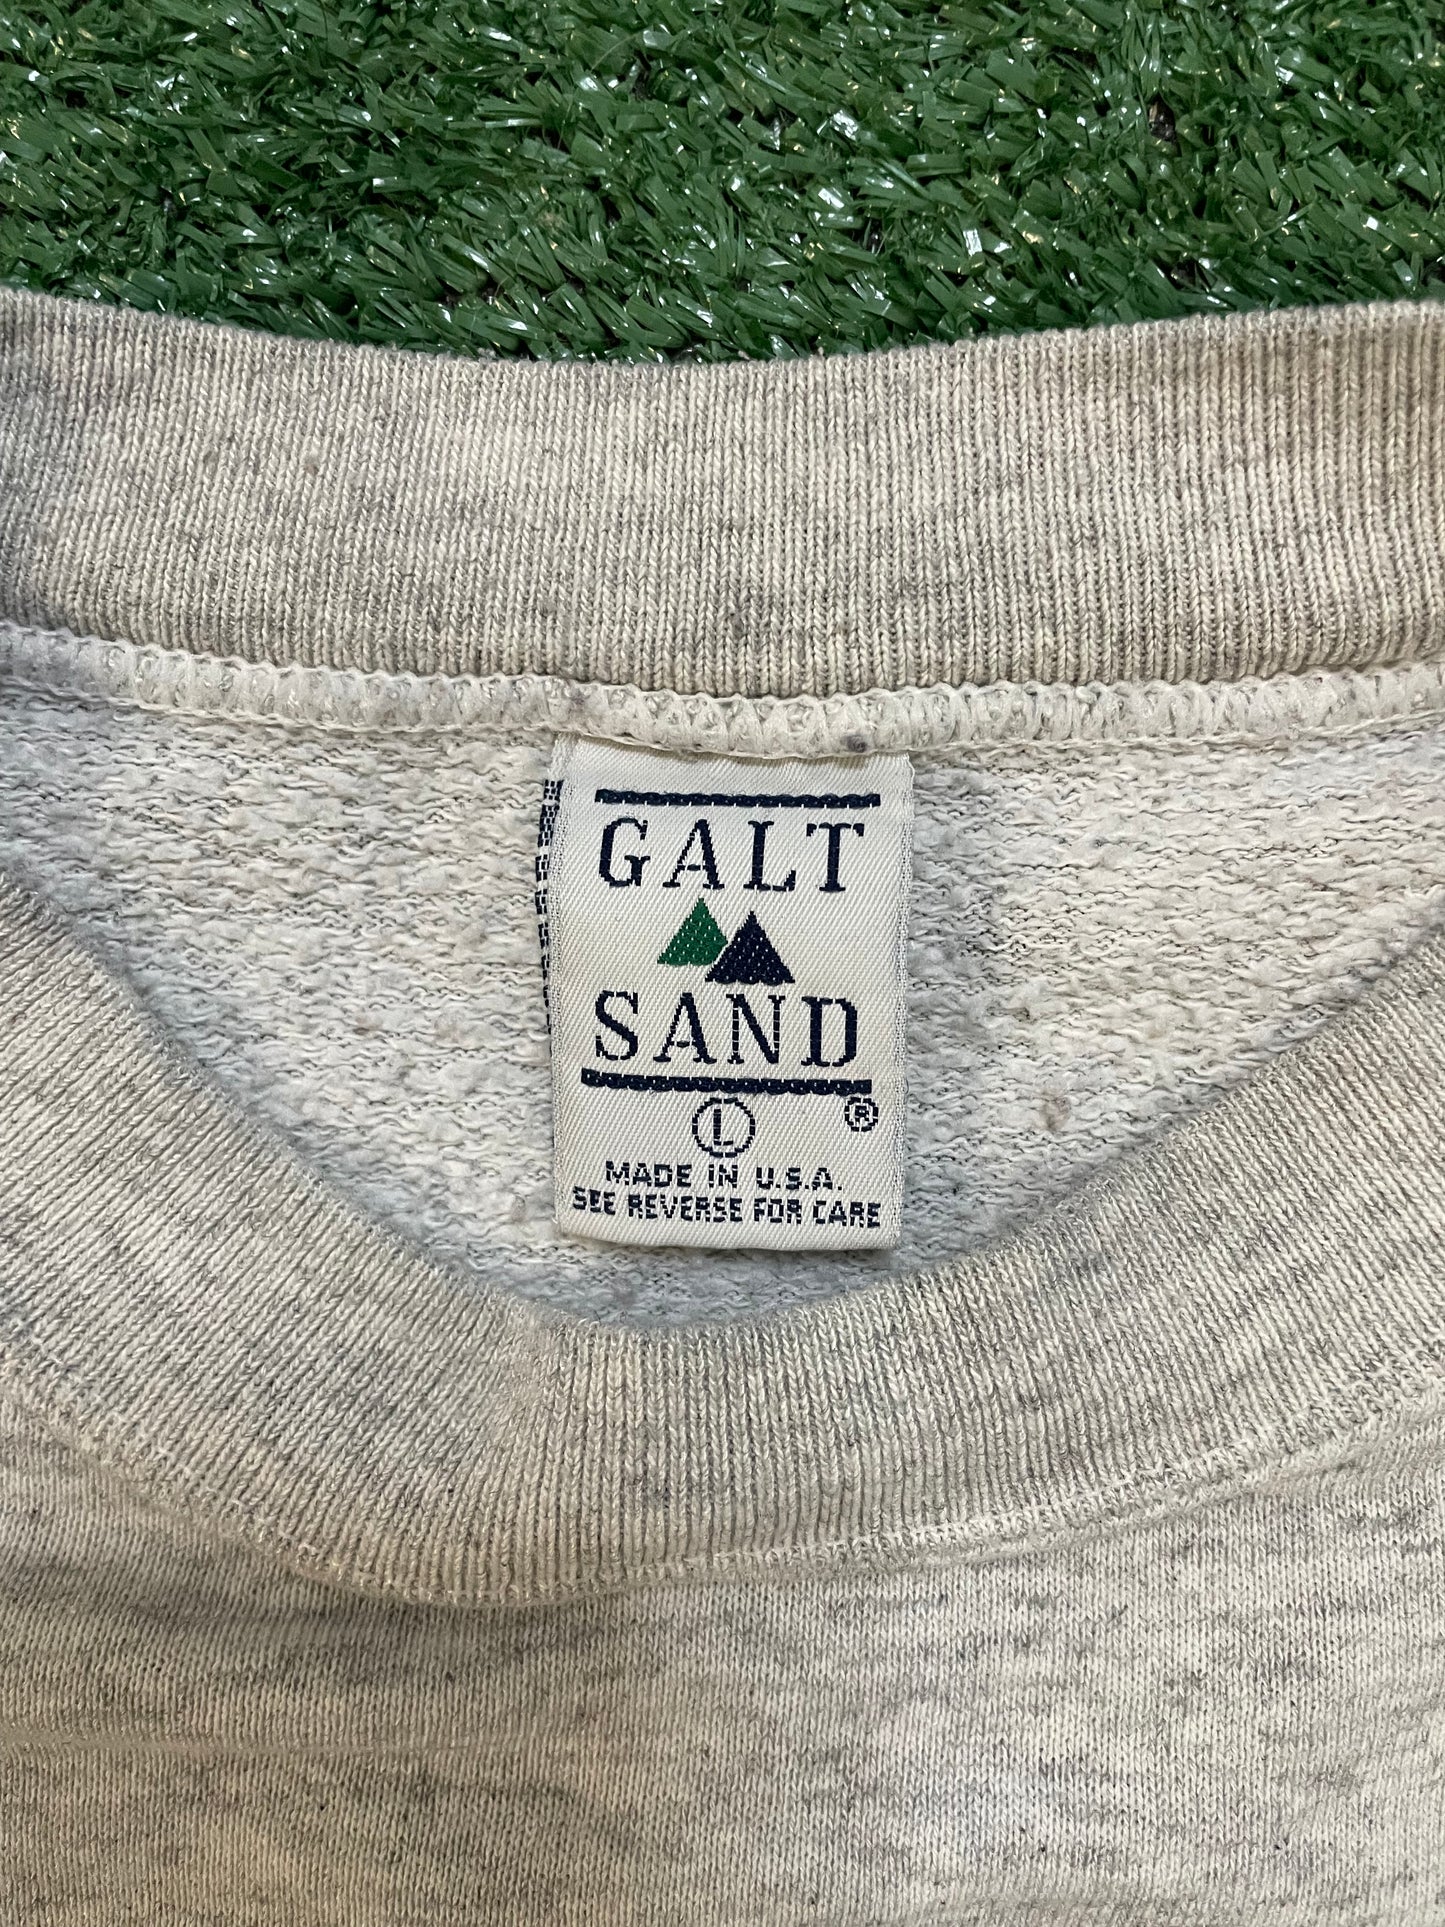 GALT
SAND
L ®
MADE IN U.S.A.
SEE REVERSE FOR CARE